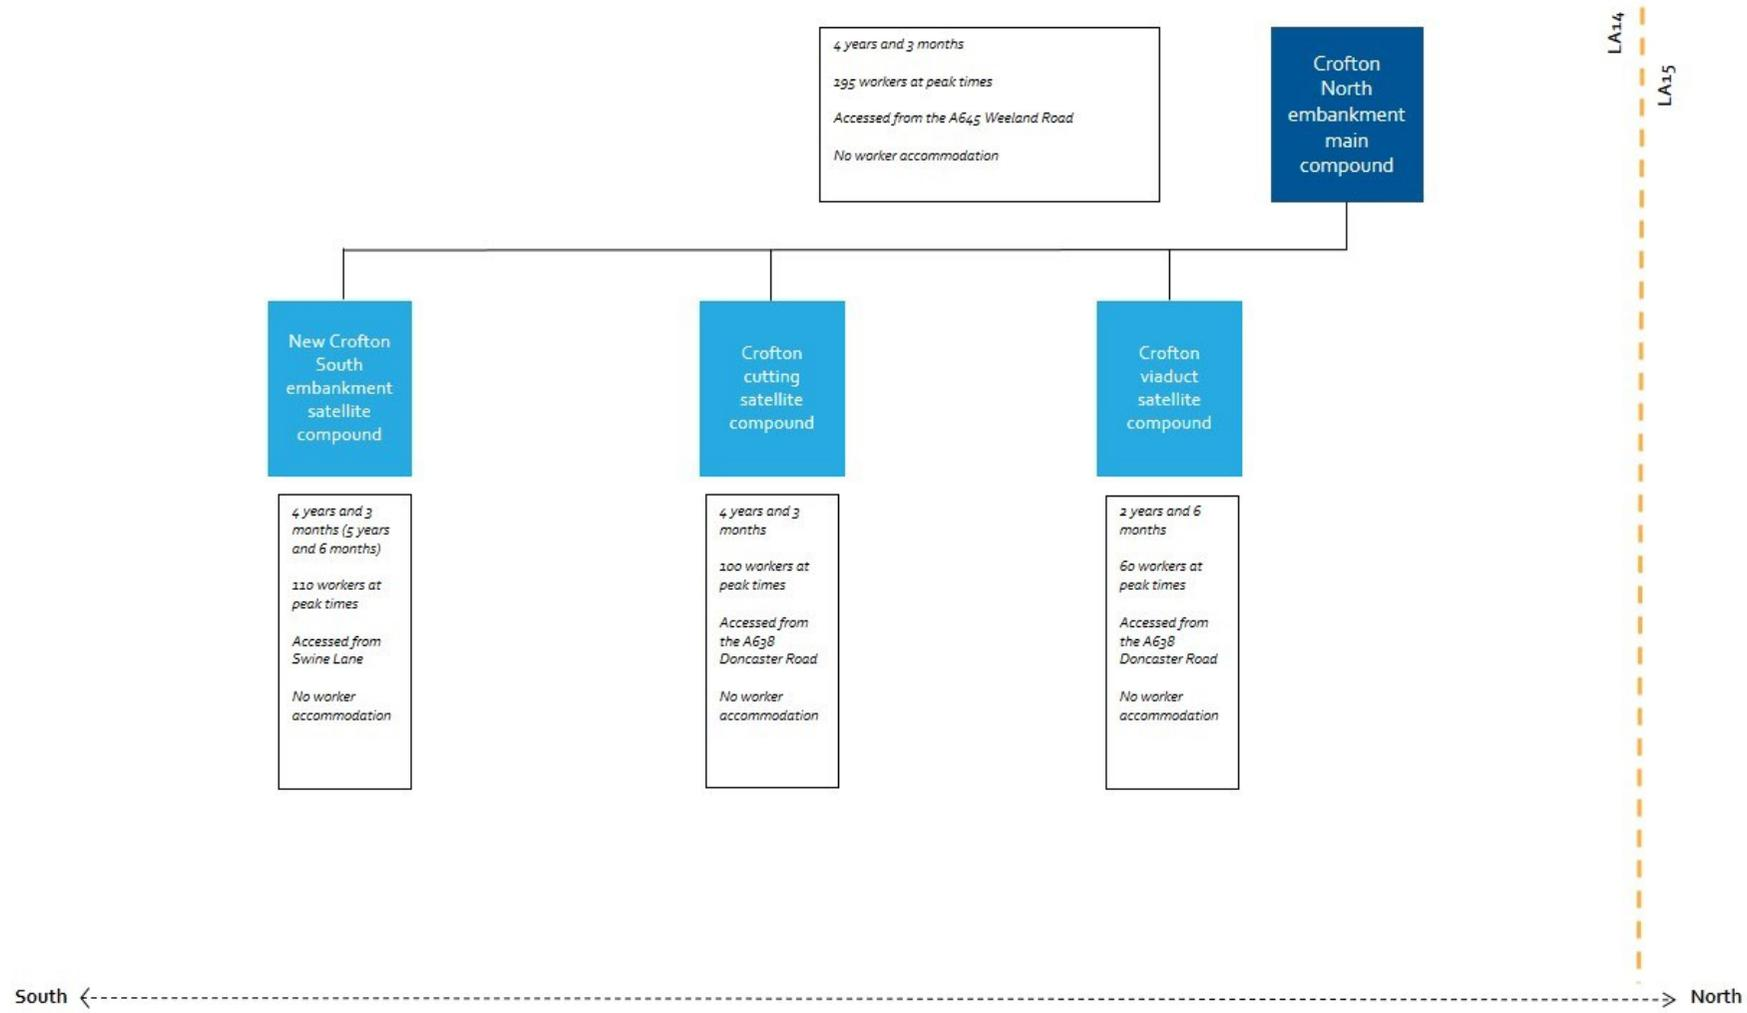 4 years and 3 months
195 workers at peak times
Accessed from the A645 Weeland Road
No worker accommodation
Crofton
North
embankment
main
compound
LA14
LA15
New Crofton
South
embankment
satellite
compound
Crofton
cutting
satellite
compound
Crofton
viaduct
satellite
compound
4 years and 3
months (5 years
and 6 months)
110 workers at
peak times
Accessed from
Swine Lane
No worker
accommodation
4 years and 3
months
100 workers at
peak times
Accessed from
the A638
Doncaster Road
No worker
accommodation
2 years and 6
months
60 workers at
peak times
Accessed from
the A638
Doncaster Road
No worker
accommodation
South
North